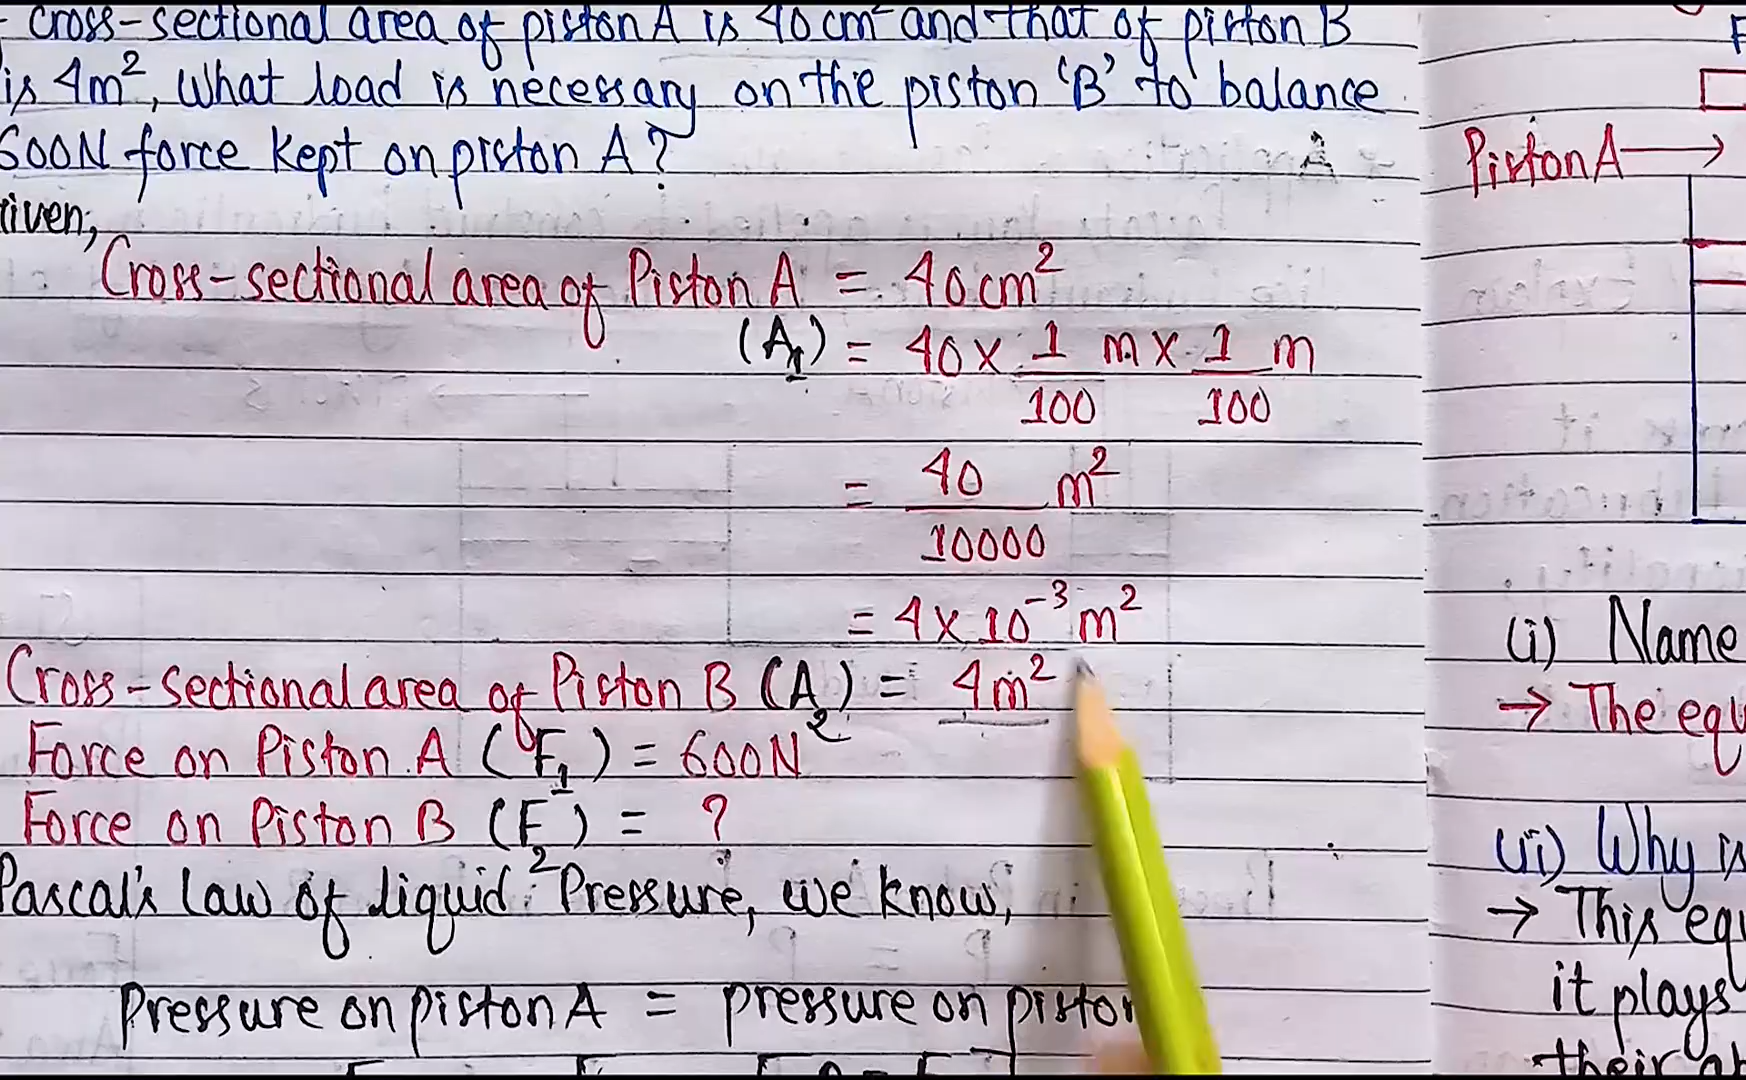 cross-sectional area of piston A is 40 cm² and that of piston B
is 4m², What load is necessary on the piston 'B' to balance
600N force kept on piston A?
iven,
Cross-sectional area of Piston A = 40 cm²
(A₁) = 40 × 1/100 m × 1/100 m
= 40/10000 m²
= 4 × 10⁻³ m²
Cross-sectional area of Piston B (A₂) = 4m²
Force on Piston A (F₁) = 600N
Force on Piston B (F₂) = ?
Pascal's Law of liquid Pressure, we know,
Pressure on piston A = pressure on piston
Piston A →
(i) Name
→ The equ
(ii) Why is
→ This equ
it plays